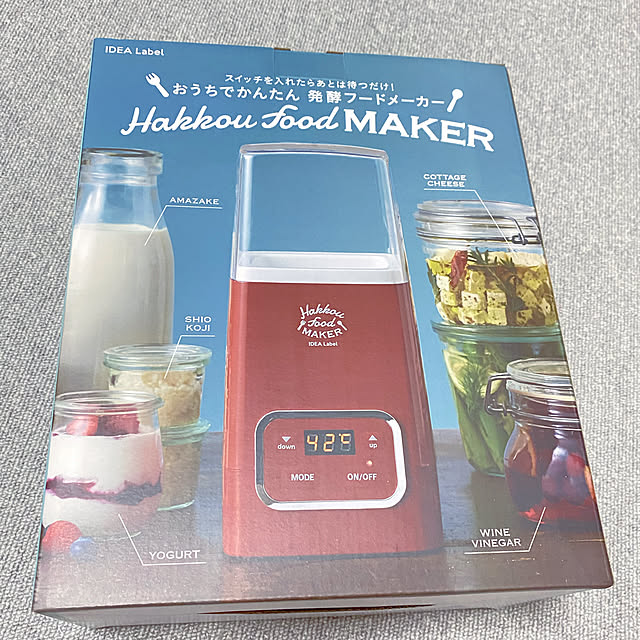 IDEA Label
スイッチを入れたらあとは待つだけ！
おうちでかんたん 発酵フードメーカー
Hakkou Food MAKER
COTTAGE
CHEESE
AMAZAKE
SHIO
KOJI
Hakkou
Food
MAKER
IDEA Label
42℃
down
up
MODE
ON/OFF
YOGURT
WINE
VINEGAR